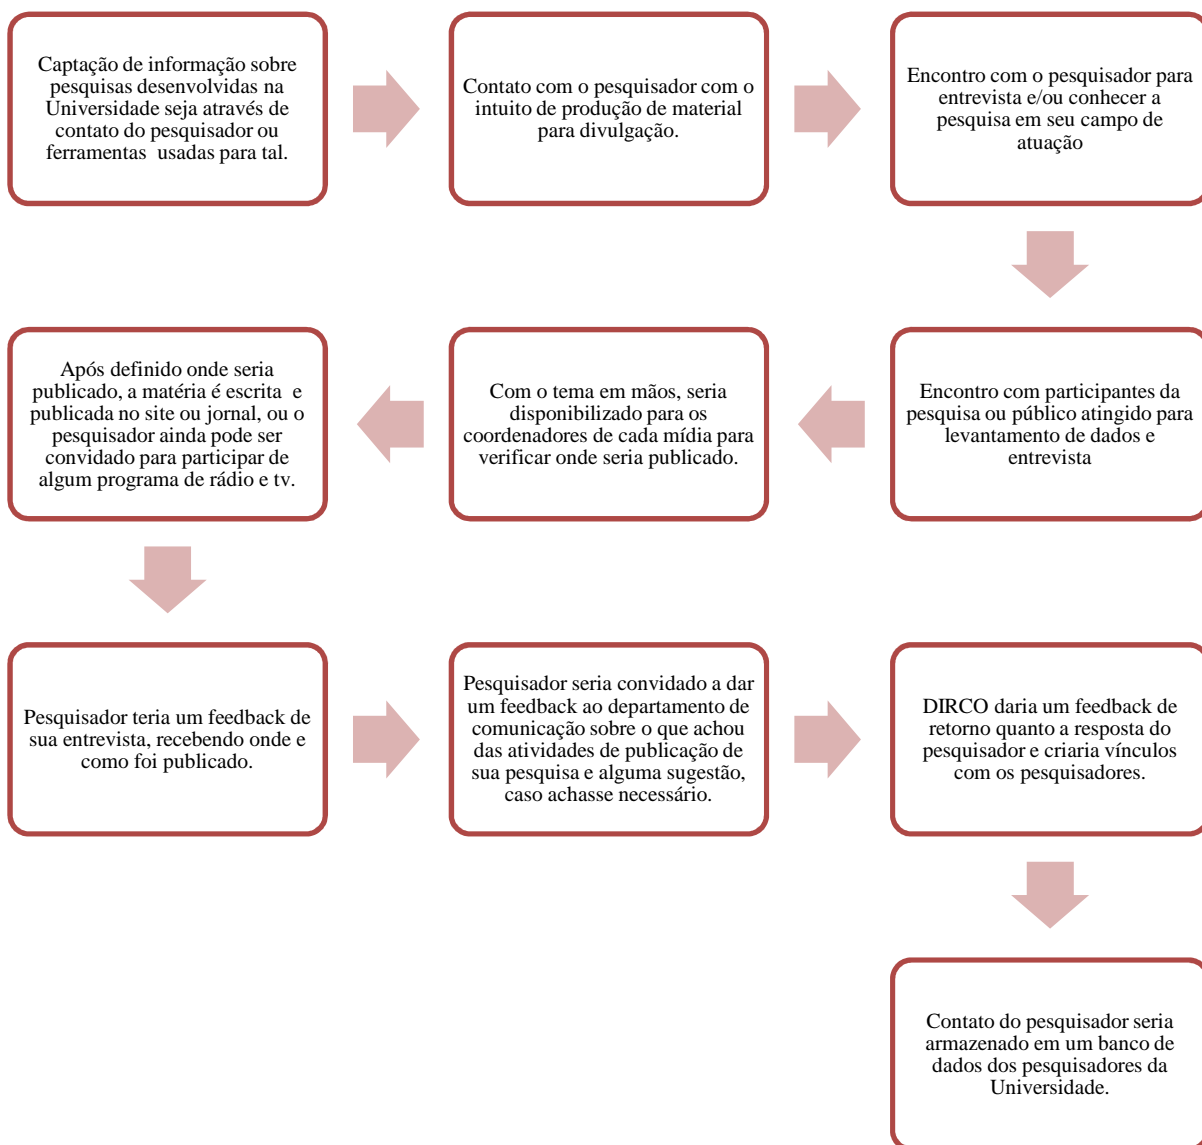 Captação de informação sobre
pesquisas desenvolvidas na
Universidade seja através de
contato do pesquisador ou
ferramentas  usadas para tal.
Contato com o pesquisador com o
intuito de produção de material
para divulgação.
Encontro com o pesquisador para
entrevista e/ou conhecer a
pesquisa em seu campo de
atuação
Encontro com participantes da
pesquisa ou público atingido para
levantamento de dados e
entrevista
Com o tema em mãos, seria
disponibilizado para os
coordenadores de cada mídia para
verificar onde seria publicado.
Após definido onde seria
publicado, a matéria é escrita  e
publicada no site ou jornal, ou o
pesquisador ainda pode ser
convidado para participar de
algum programa de rádio e tv.
Pesquisador teria um feedback de
sua entrevista, recebendo onde e
como foi publicado.
Pesquisador seria convidado a dar
um feedback ao departamento de
comunicação sobre o que achou
das atividades de publicação de
sua pesquisa e alguma sugestão,
caso achasse necessário.
DIRCO daria um feedback de
retorno quanto a resposta do
pesquisador e criaria vínculos
com os pesquisadores.
Contato do pesquisador seria
armazenado em um banco de
dados dos pesquisadores da
Universidade.